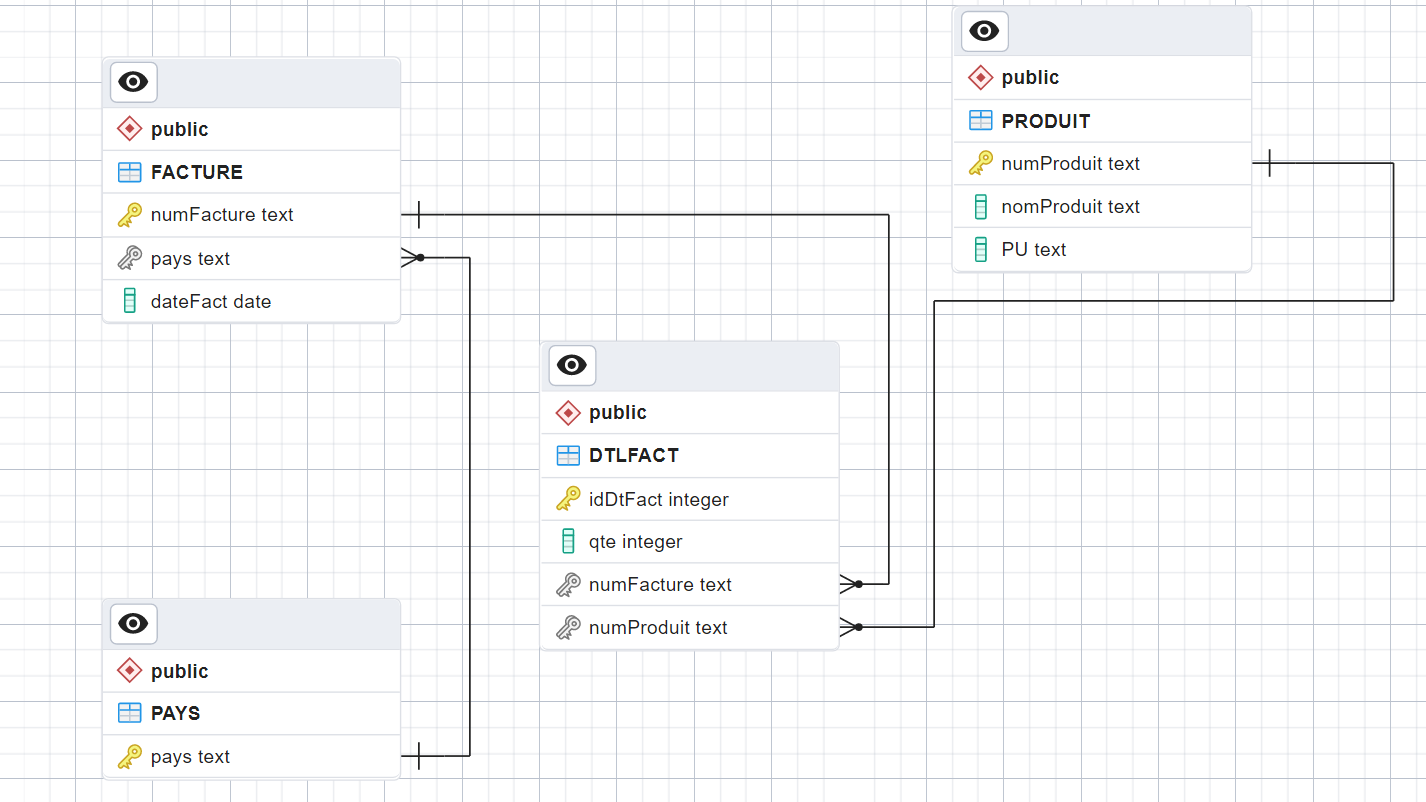 public
FACTURE
numFacture text
pays text
dateFact date
public
PRODUIT
numProduit text
nomProduit text
PU text
public
DTLFACT
idDtFact integer
qte integer
numFacture text
numProduit text
public
PAYS
pays text